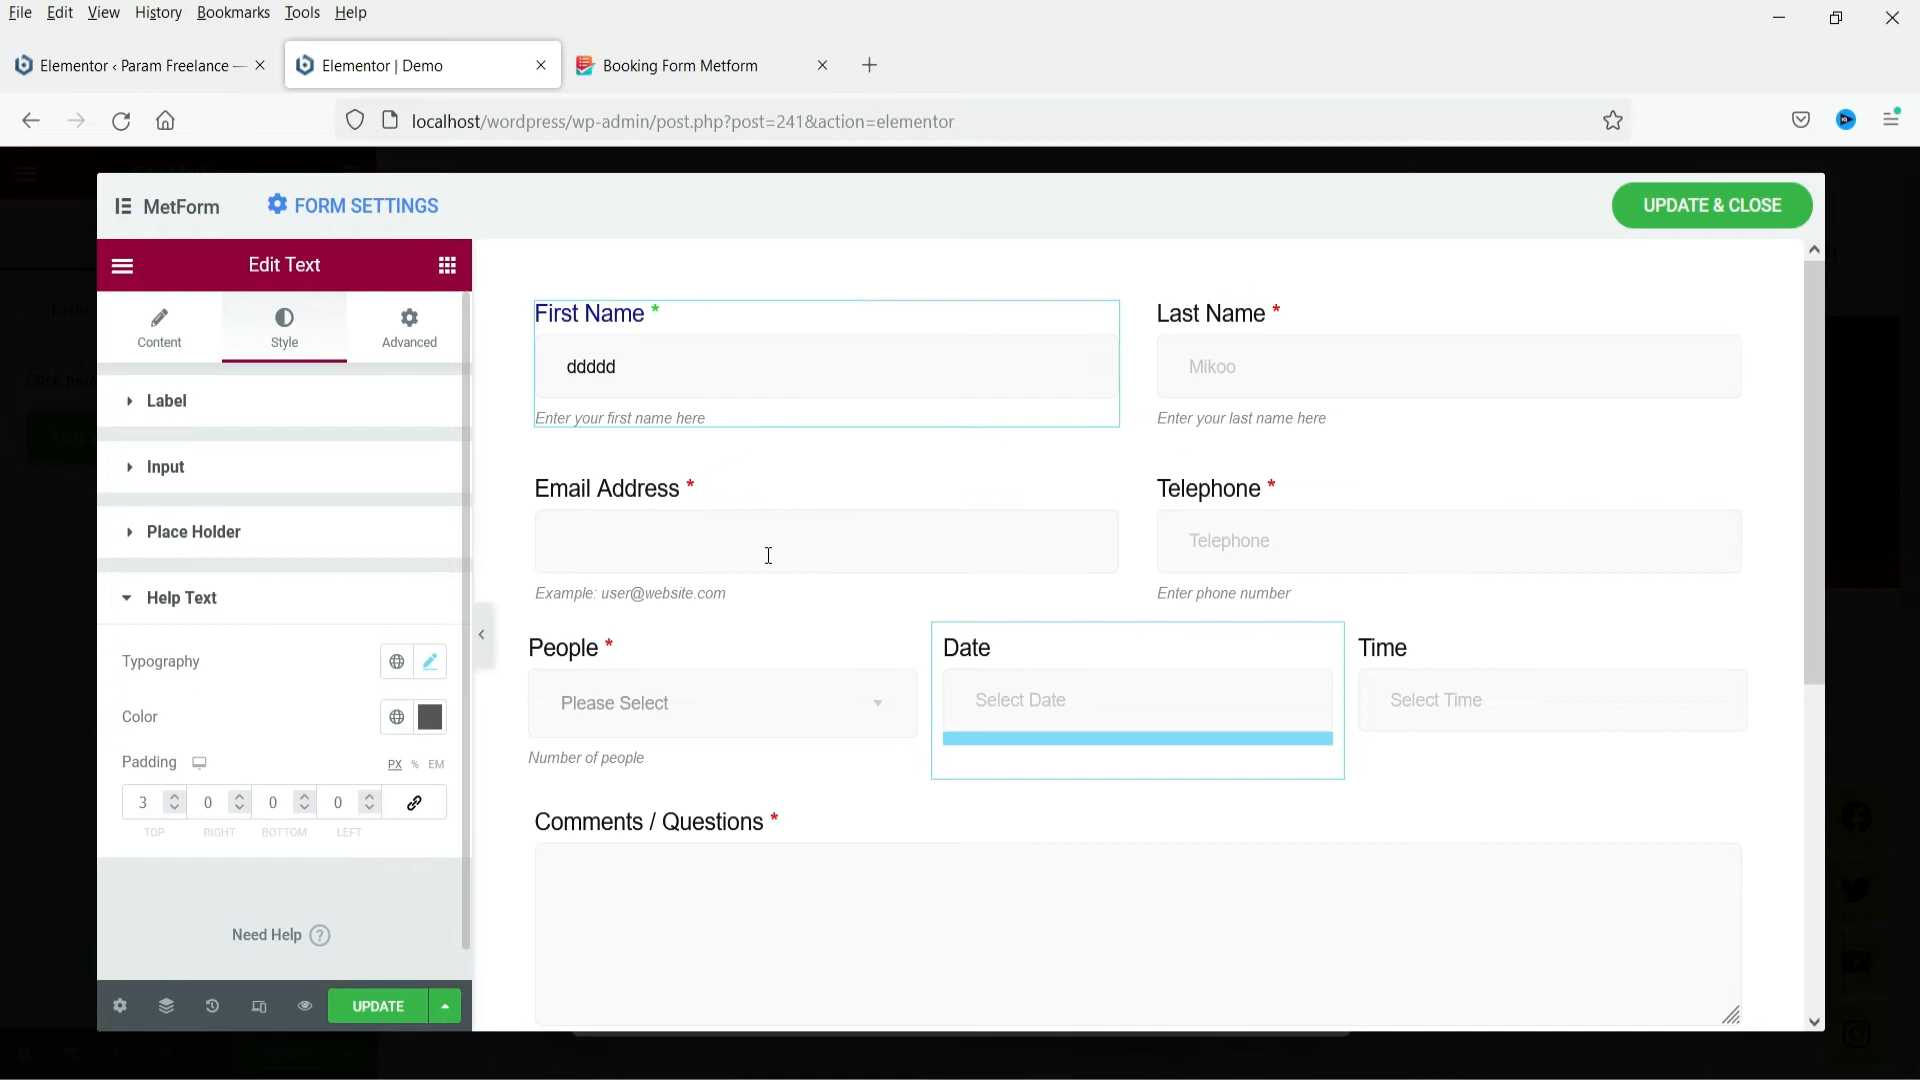 File Edit View History Bookmarks Tools Help
Elementor ‹ Param Freelance —
Elementor | Demo
Booking Form Metform
localhost/wordpress/wp-admin/post.php?post=241&action=elementor
MetForm
FORM SETTINGS
UPDATE & CLOSE
Edit Text
Content
Style
Advanced
Label
Input
Place Holder
Help Text
Typography
Color
Padding
PX % EM
3 0 0 0
TOP RIGHT BOTTOM LEFT
Need Help ?
UPDATE
First Name *
ddddd
Enter your first name here
Last Name *
Mikoo
Enter your last name here
Email Address *
Example: user@website.com
Telephone *
Telephone
Enter phone number
People *
Please Select
Number of people
Date
Select Date
Time
Select Time
Comments / Questions *